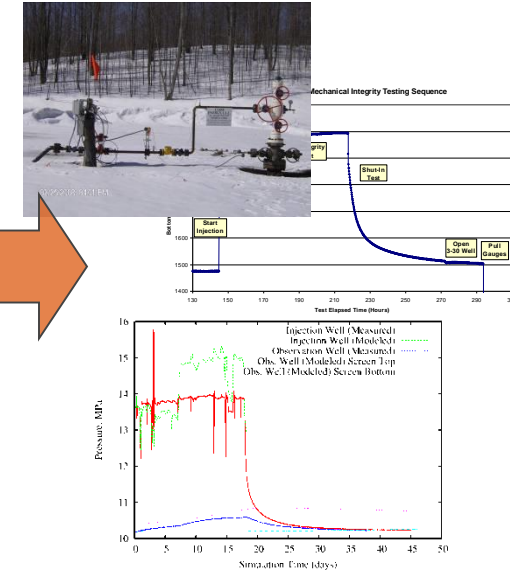 Mechanical Integrity Testing Sequence
Shut-In
Test
Start
Injection
Open
3-30 Well
Pull
Gauges
1600
1500
1400
130 150 170 190 210 230 250 270 290
Test Elapsed Time (Hours)
Injection Well (Measured)
Injection Well (Modeled)
Observation Well (Measured)
Obs. Well (Modeled) Screen Top
Obs. Well (Modeled) Screen Bottom
Pressure, MPa
16
15
14
13
12
11
10
0 5 10 15 20 25 30 35 40 45 50
Simulation Time (days)